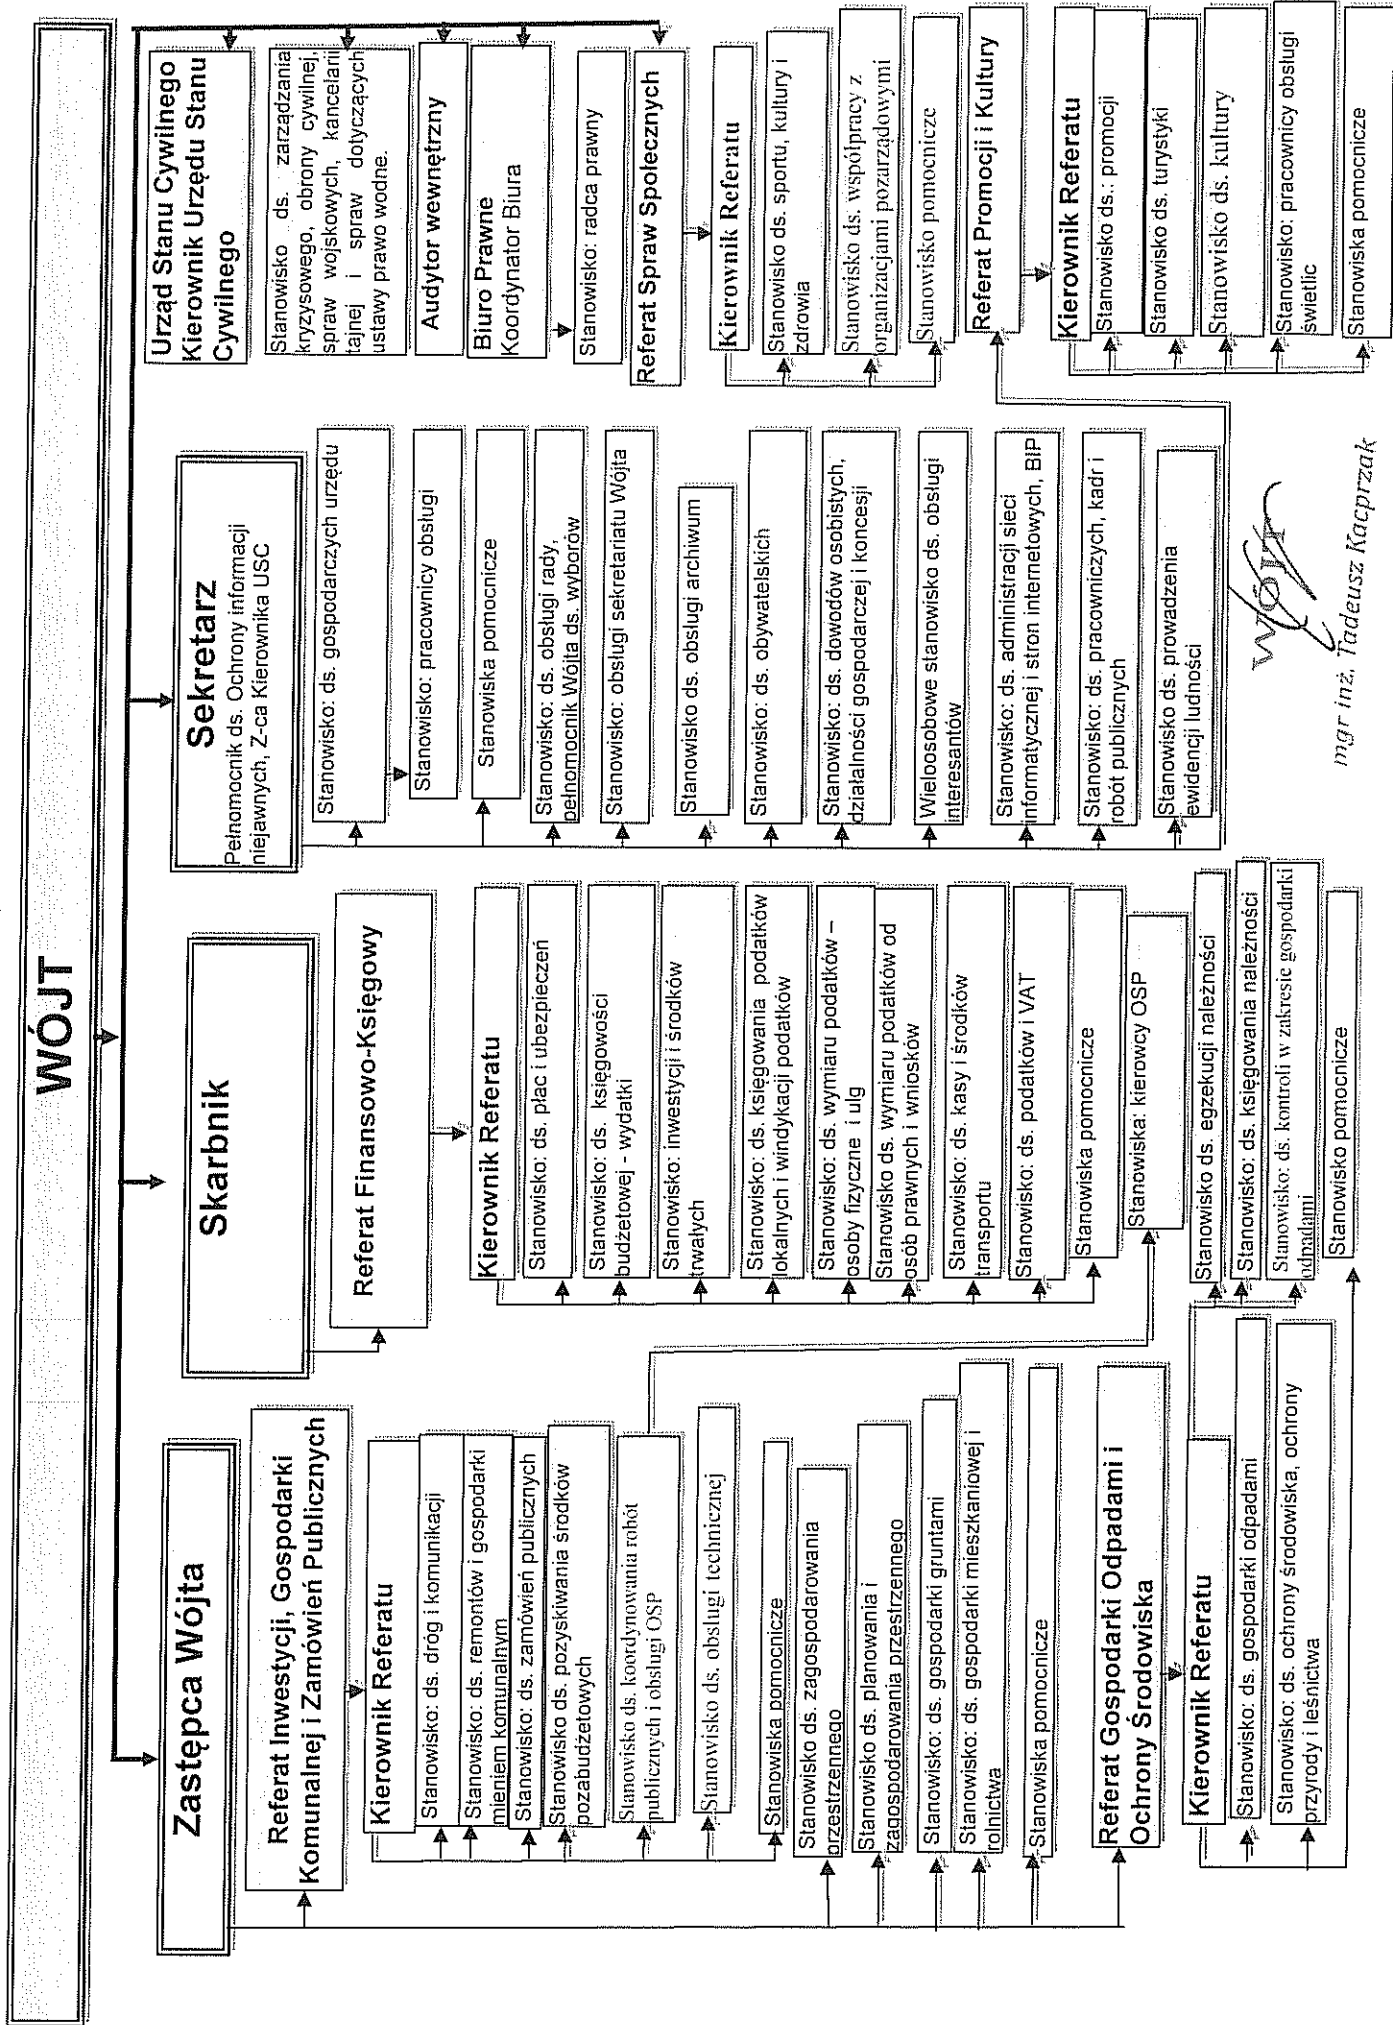 WÓJT
Zastępca Wójta
Referat Inwestycji, Gospodarki
Komunalnej i Zamówień Publicznych
Kierownik Referatu
Stanowisko: ds. dróg i komunikacji
Stanowisko: ds. remontów i gospodarki
mieniem komunalnym
Stanowisko: ds. zamówień publicznych
Stanowisko ds. pozyskiwania środków
pozabudżetowych
Stanowisko ds. koordynowania robót
publicznych i obsługi OSP
Stanowisko ds. obsługi technicznej
Stanowiska pomocnicze
Stanowisko ds. zagospodarowania
przestrzennego
Stanowisko ds. planowania i
zagospodarowania przestrzennego
Stanowisko: ds. gospodarki gruntami
Stanowisko: ds. gospodarki mieszkaniowej i
rolnictwa
Stanowiska pomocnicze
Referat Gospodarki Odpadami i
Ochrony Środowiska
Kierownik Referatu
Stanowisko: ds. gospodarki odpadami
Stanowisko: ds. ochrony środowiska, ochrony
przyrody i leśnictwa
Skarbnik
Referat Finansowo-Księgowy
Kierownik Referatu
Stanowisko: ds. płac i ubezpieczeń
Stanowisko: ds. księgowości
budżetowej - wydatki
Stanowisko: inwestycji i środków
trwałych
Stanowisko: ds. księgowania podatków
lokalnych i windykacji podatków
Stanowisko: ds. wymiaru podatków –
osoby fizyczne i ulg
Stanowisko ds. wymiaru podatków od
osób prawnych i wniosków
Stanowisko: ds. kasy i środków
transportu
Stanowisko: ds. podatków i VAT
Stanowiska pomocnicze
Stanowiska: kierowcy OSP
Stanowisko ds. egzekucji należności
Stanowisko: ds. księgowania należności
Stanowisko: ds. kontroli w zakresie gospodarki
odpadami
Stanowisko pomocnicze
Sekretarz
Pełnomocnik ds. Ochrony informacji
niejawnych, Z-ca Kierownika USC
Stanowisko: ds. gospodarczych urzędu
Stanowisko: pracownicy obsługi
Stanowiska pomocnicze
Stanowisko: ds. obsługi rady,
pełnomocnik Wójta ds. wyborów
Stanowisko: obsługi sekretariatu Wójta
Stanowisko ds. obsługi archiwum
Stanowisko: ds. obywatelskich
Stanowisko: ds. dowodów osobistych,
działalności gospodarczej i koncesji
Wieloosobowe stanowisko ds. obsługi
interesantów
Stanowisko: ds. administracji sieci
informatycznej i stron internetowych, BIP
Stanowisko: ds. pracowniczych, kadr i
robót publicznych
Stanowisko ds. prowadzenia
ewidencji ludności
Urząd Stanu Cywilnego
Kierownik Urzędu Stanu
Cywilnego
Stanowisko ds. zarządzania
kryzysowego, obrony cywilnej,
spraw wojskowych, kancelarii
tajnej i spraw dotyczących
ustawy prawo wodne.
Audytor wewnętrzny
Biuro Prawne
Koordynator Biura
Stanowisko: radca prawny
Referat Spraw Społecznych
Kierownik Referatu
Stanowisko ds. sportu, kultury i
zdrowia
Stanowisko ds. współpracy z
organizacjami pozarządowymi
Stanowisko pomocnicze
Referat Promocji i Kultury
Kierownik Referatu
Stanowisko ds.: promocji
Stanowisko ds. turystyki
Stanowisko ds. kultury
Stanowisko: pracownicy obsługi
świetlic
Stanowiska pomocnicze
WÓJT
mgr inż. Tadeusz Kacprzak